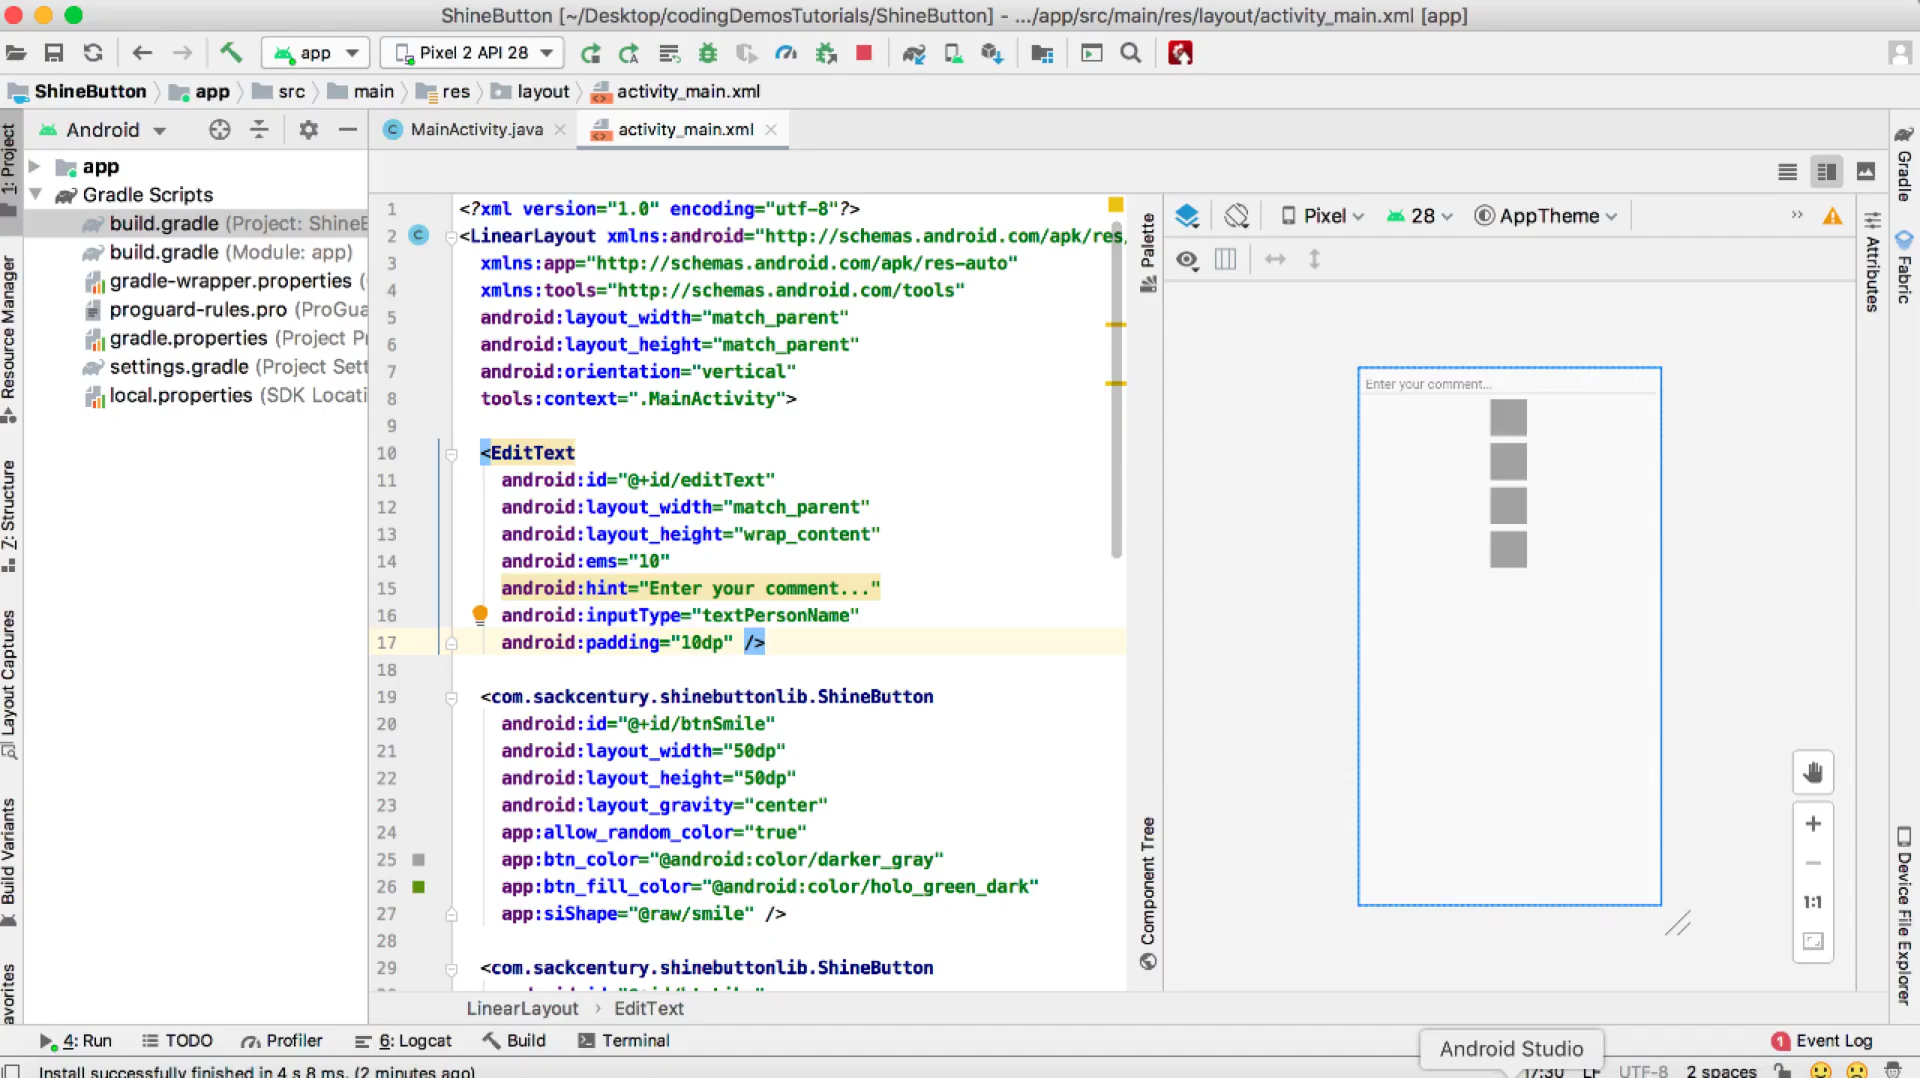 ShineButton [~/Desktop/codingDemosTutorials/ShineButton] - .../app/src/main/res/layout/activity_main.xml [app]
app
Pixel 2 API 28
ShineButton
app
src
main
res
layout
activity_main.xml
1: Project
Resource Manager
Z: Structure
Layout Captures
Build Variants
avorites
Android
app
Gradle Scripts
build.gradle (Project: ShineB
build.gradle (Module: app)
gradle-wrapper.properties (
proguard-rules.pro (ProGua
gradle.properties (Project Pr
settings.gradle (Project Sett
local.properties (SDK Locati
MainActivity.java
activity_main.xml
1 <?xml version="1.0" encoding="utf-8"?>
2 C <LinearLayout xmlns:android="http://schemas.android.com/apk/res,
3 xmlns:app="http://schemas.android.com/apk/res-auto"
4 xmlns:tools="http://schemas.android.com/tools"
5 android:layout_width="match_parent"
6 android:layout_height="match_parent"
7 android:orientation="vertical"
8 tools:context=".MainActivity">
9
10 <EditText
11 android:id="@+id/editText"
12 android:layout_width="match_parent"
13 android:layout_height="wrap_content"
14 android:ems="10"
15 android:hint="Enter your comment..."
16 android:inputType="textPersonName"
17 android:padding="10dp" />
18
19 <com.sackcentury.shinebuttonlib.ShineButton
20 android:id="@+id/btnSmile"
21 android:layout_width="50dp"
22 android:layout_height="50dp"
23 android:layout_gravity="center"
24 app:allow_random_color="true"
25 app:btn_color="@android:color/darker_gray"
26 app:btn_fill_color="@android:color/holo_green_dark"
27 app:siShape="@raw/smile" />
28
29 <com.sackcentury.shinebuttonlib.ShineButton
LinearLayout > EditText
Palette
Component Tree
Pixel
28
AppTheme
Enter your comment...
1:1
Attributes
Gradle
Fabric
Device File Explorer
4: Run
TODO
Profiler
6: Logcat
Build
Terminal
Android Studio
1 Event Log
Install successfully finished in 4 s 8 ms. (2 minutes ago)
17:30
LF
UTF-8
2 spaces